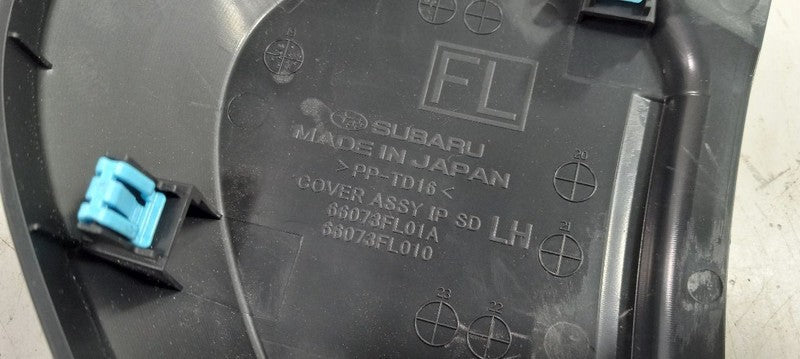 FL
SUBARU
MADE IN JAPAN
>PP-TD16<
COVER ASSY IP SD LH
66073FL01A
66073FL010
20
21
23
22